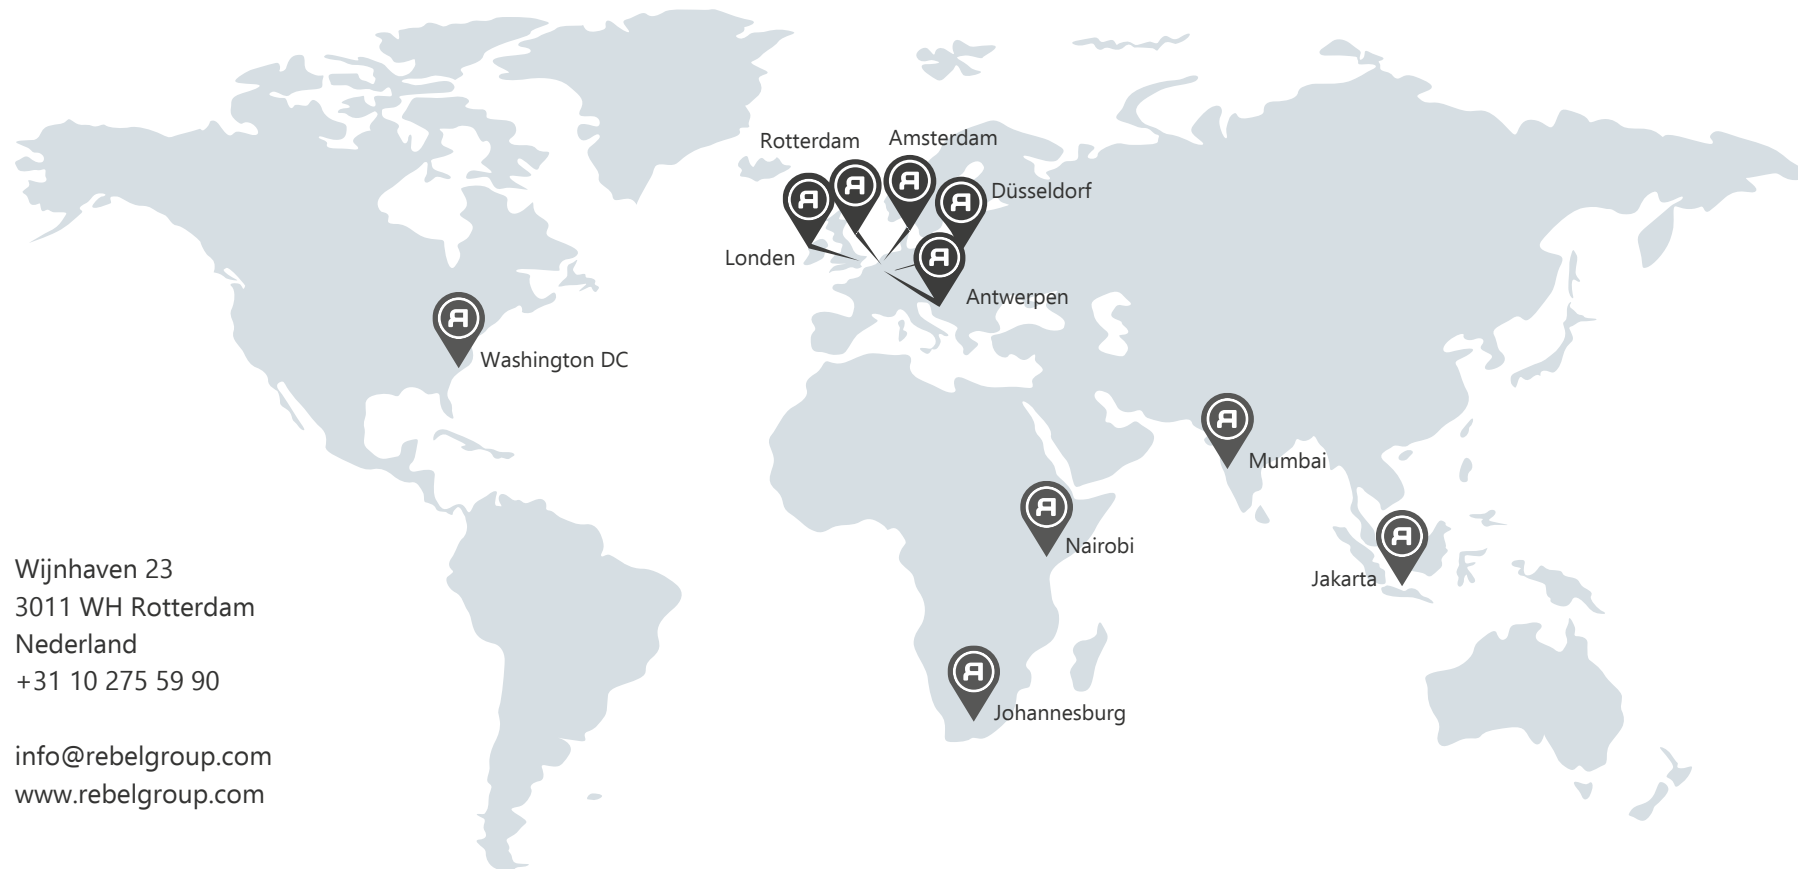 Rotterdam
Amsterdam
Düsseldorf
Londen
Antwerpen
Washington DC
Mumbai
Nairobi
Jakarta
Johannesburg
Wijnhaven 23
3011 WH Rotterdam
Nederland
+31 10 275 59 90
info@rebelgroup.com
www.rebelgroup.com